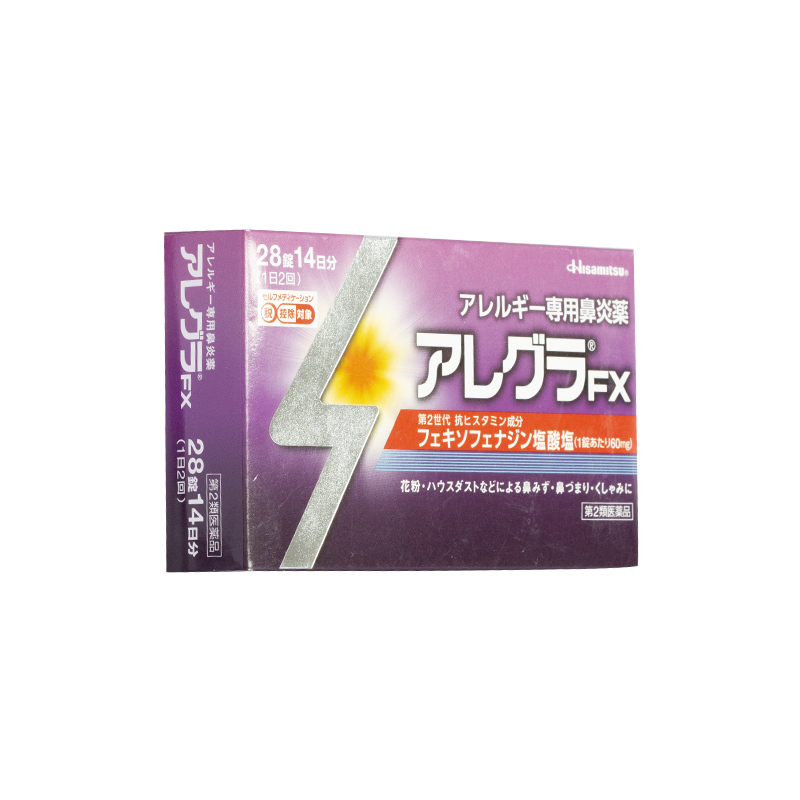 アレルギー専用鼻炎薬
アレグラ®FX
28錠14日分
(1日2回)
第2類医薬品
28錠14日分
(1日2回)
セルフメディケーション
税 控除 対象
Hisamitsu®
アレルギー専用鼻炎薬
アレグラ®FX
第2世代 抗ヒスタミン成分
フェキソフェナジン塩酸塩(1錠あたり60mg)
花粉・ハウスダストなどによる鼻みず・鼻づまり・くしゃみに
第2類医薬品